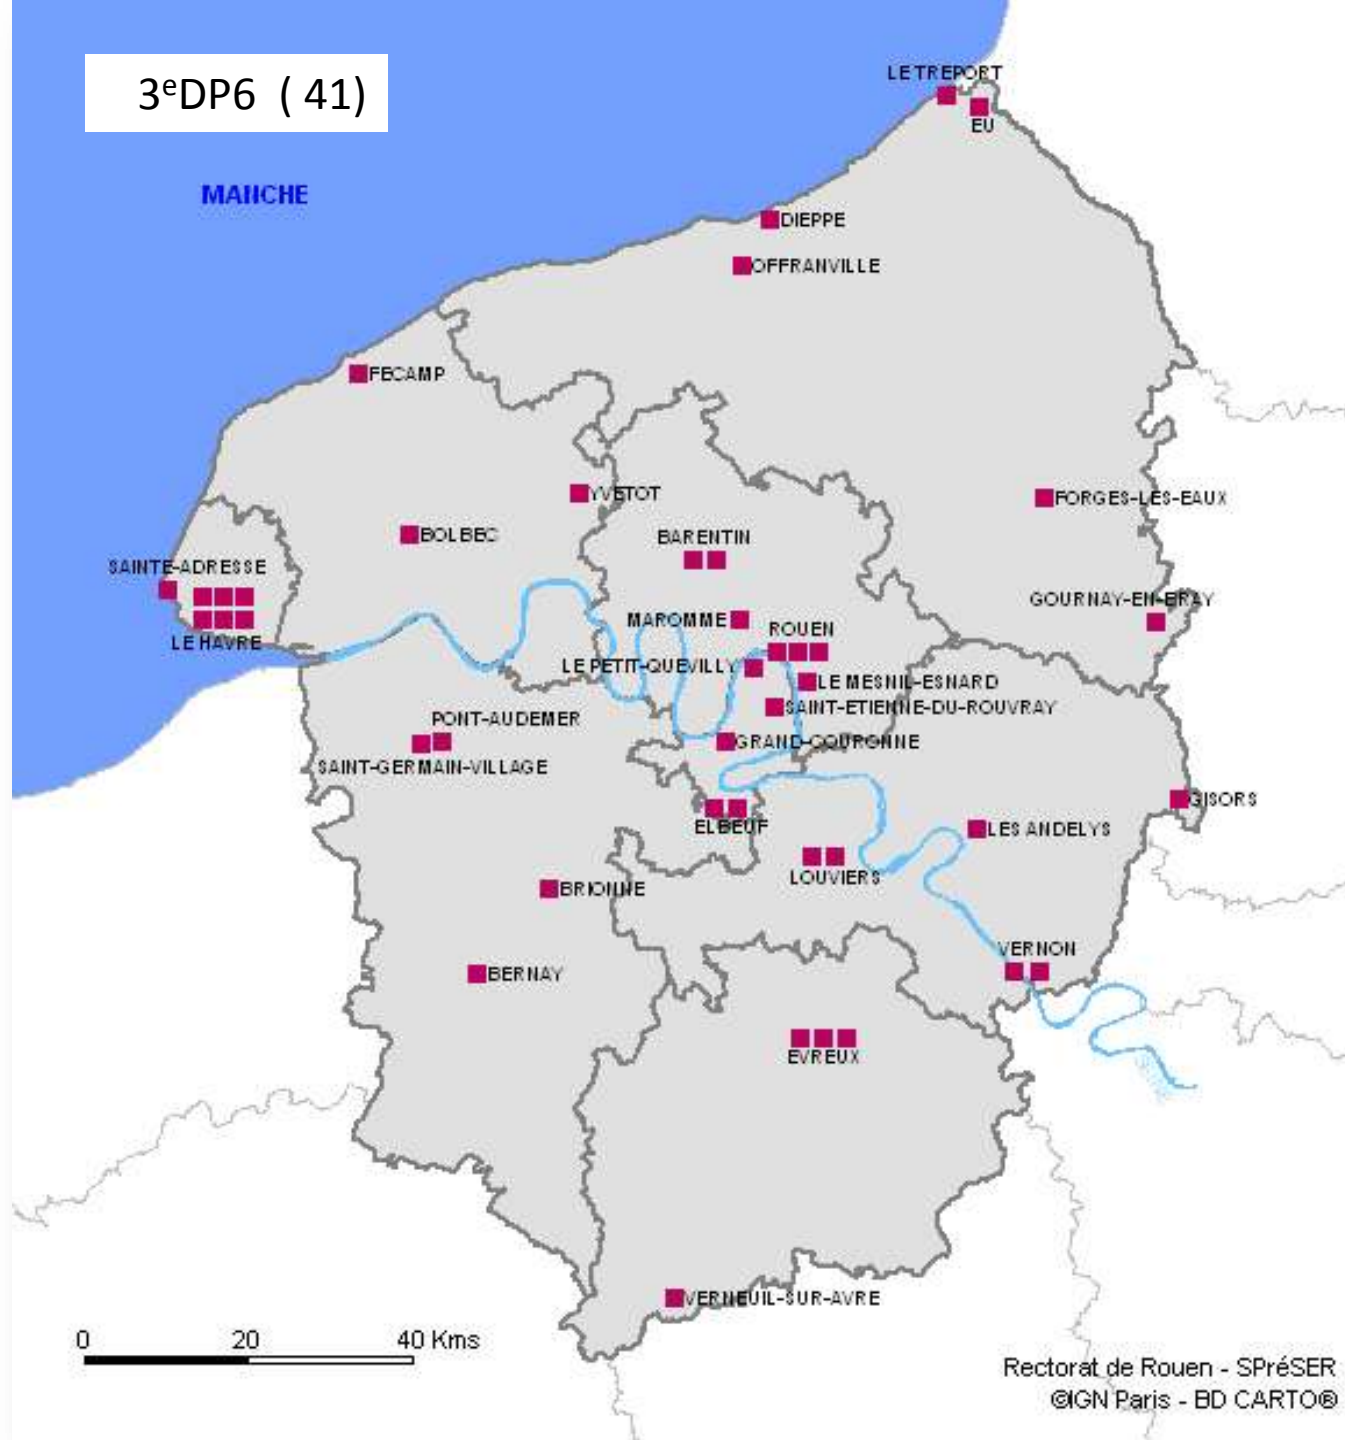 3ᵉDP6 ( 41)
LE TREPORT
EU
MANCHE
DIEPPE
OFFRANVILLE
FECAMP
YVETOT
FORGES-LES-EAUX
BOLBEC
BARENTIN
SAINTE-ADRESSE
GOURNAY-EN-BRAY
MAROMME
ROUEN
LE HAVRE
LE PETIT-QUEVILLY
LE MESNIL-ESNARD
SAINT-ETIENNE-DU-ROUVRAY
PONT-AUDEMER
GRAND-COURONNE
SAINT-GERMAIN-VILLAGE
GISORS
ELBEUF
LES ANDELYS
LOUVIERS
BRIONNE
VERNON
BERNAY
EVREUX
VERNEUIL-SUR-AVRE
0 20 40 Kms
Rectorat de Rouen - SPréSER
©IGN Paris - BD CARTO®